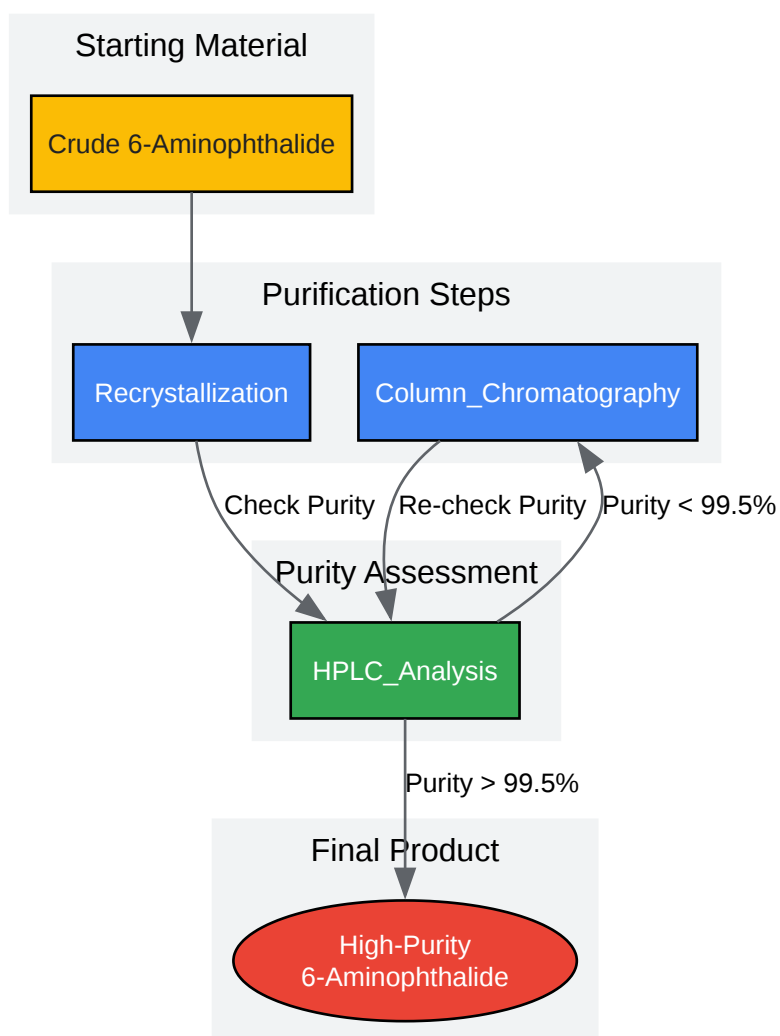 Starting Material
Crude 6-Aminophthalide
Purification Steps
Recrystallization
Column_Chromatography
Check Purity
Re-check Purity
Purity < 99.5%
Purity Assessment
HPLC_Analysis
Purity > 99.5%
Final Product
High-Purity
6-Aminophthalide